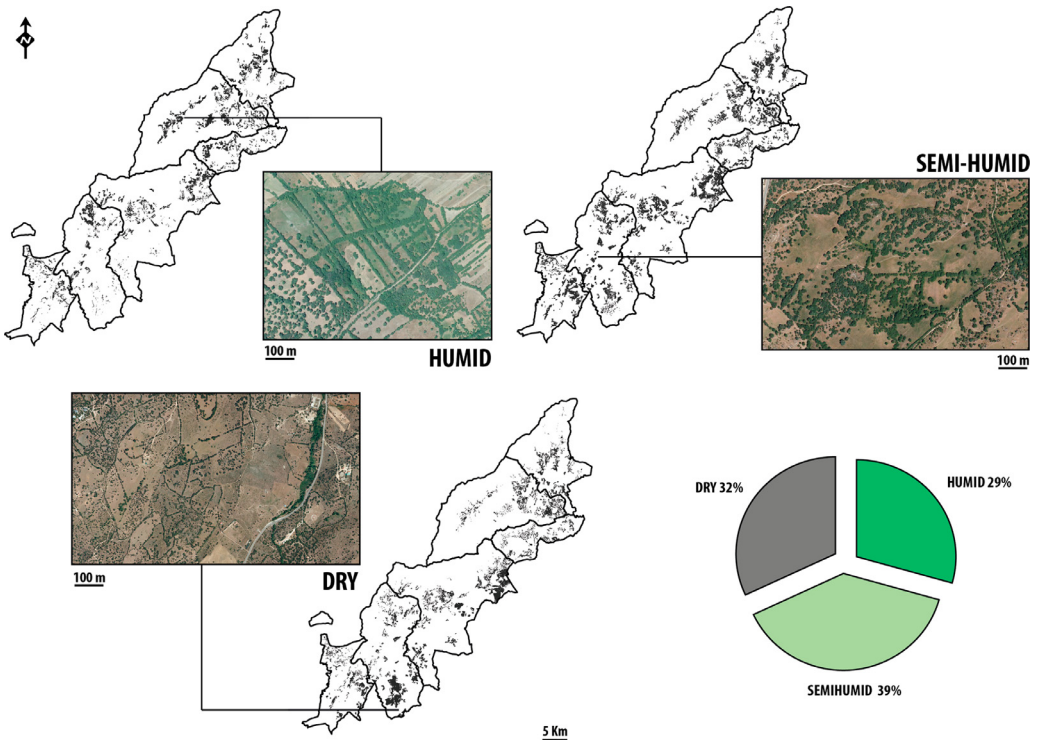 N
SEMI-HUMID
100 m
HUMID
100 m
DRY 32%
HUMID 29%
100 m
DRY
SEMIHUMID 39%
5 Km